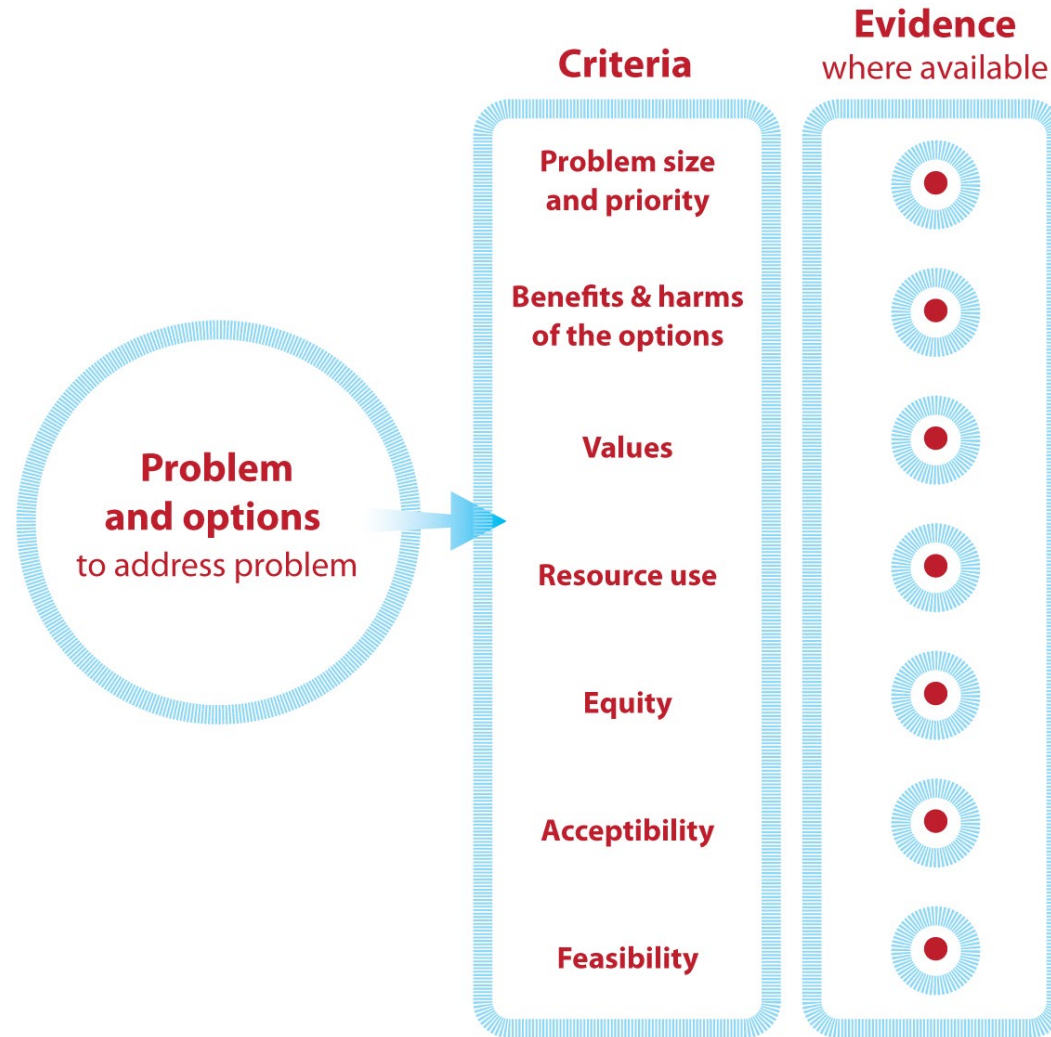 Problem
and options
to address problem
Criteria
Problem size
and priority
Benefits & harms
of the options
Values
Resource use
Equity
Acceptibility
Feasibility
Evidence
where available